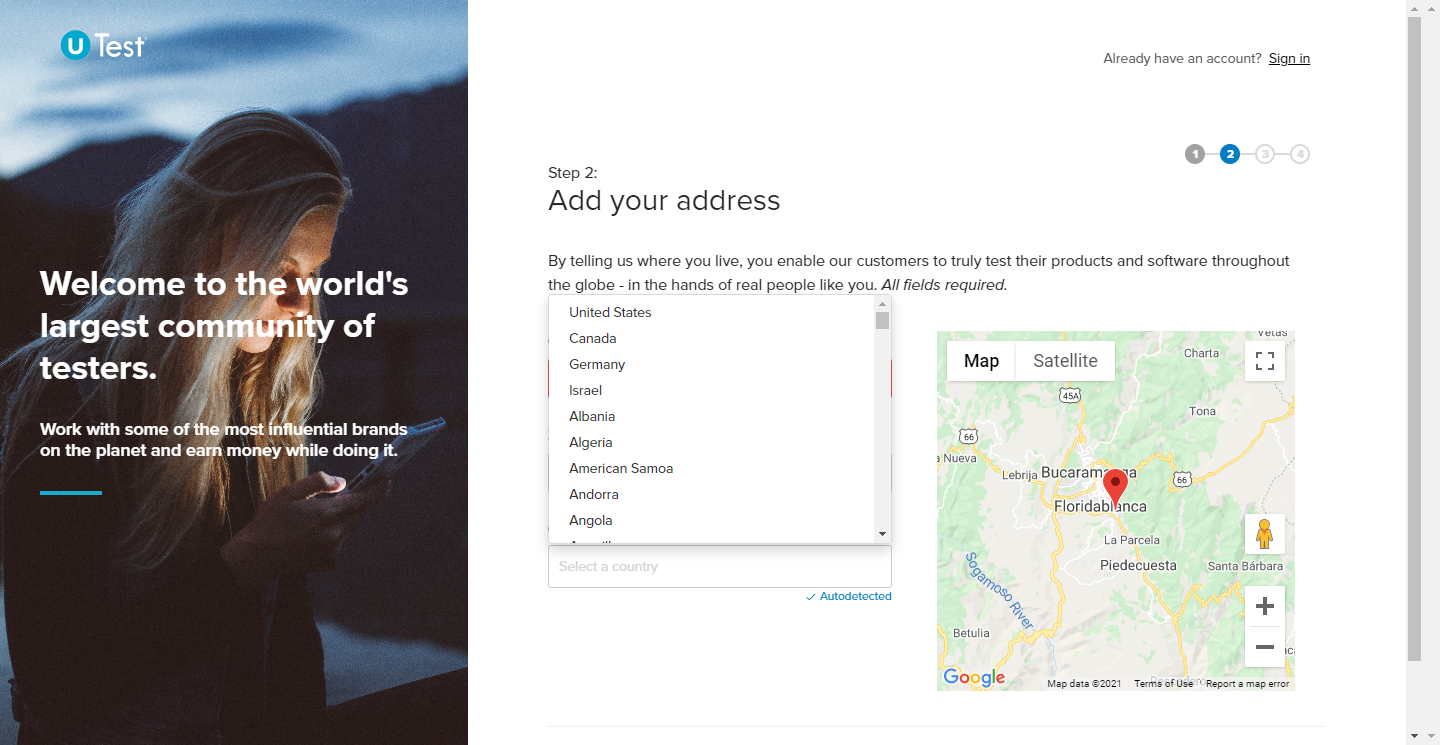 U Test
Already have an account? Sign in
1 2 3 4
Step 2:
Add your address
By telling us where you live, you enable our customers to truly test their products and software throughout
the globe - in the hands of real people like you. All fields required.
Welcome to the world's
largest community of
testers.
Work with some of the most influential brands
on the planet and earn money while doing it.
United States
Canada
Germany
Israel
Albania
Algeria
American Samoa
Andorra
Angola
Select a country
Autodetected
Map Satellite
Vetas
Charta
45A
Tona
66
a Nueva
Lebrija
Bucaramanga
66
Floridablanca
La Parcela
Piedecuesta
Santa Bárbara
Sogamoso River
Betulia
Google
Map data ©2021 Terms of Use Report a map error